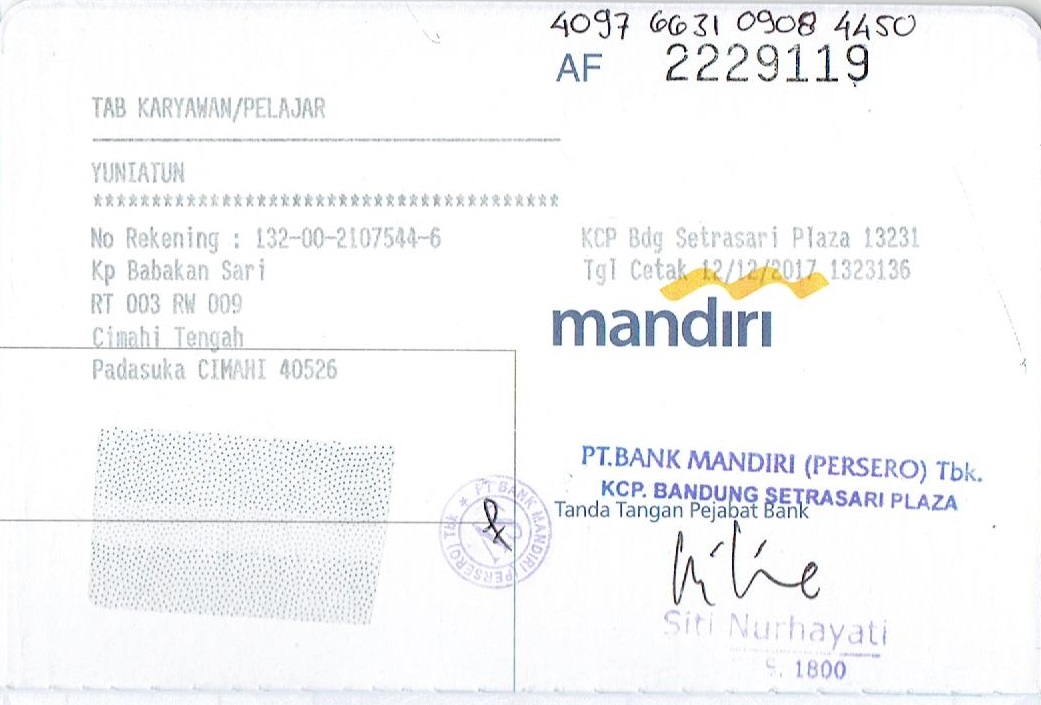 4097 6631 0908 4450
AF 2229119
TAB KARYAWAN/PELAJAR
YUNIATUN
****************************************
No Rekening : 132-00-2107544-6
Kp Babakan Sari
RT 003 RW 009
Cimahi Tengah
Padasuka CIMAHI 40526
KCP Bdg Setrasari Plaza 13231
Tgl Cetak 12/12/2017 1323136
mandiri
PT.BANK MANDIRI (PERSERO) Tbk.
KCP. BANDUNG SETRASARI PLAZA
Tanda Tangan Pejabat Bank
PT BANK MANDIRI (PERSERO) Tbk
Siti Nurhayati
S. 1800